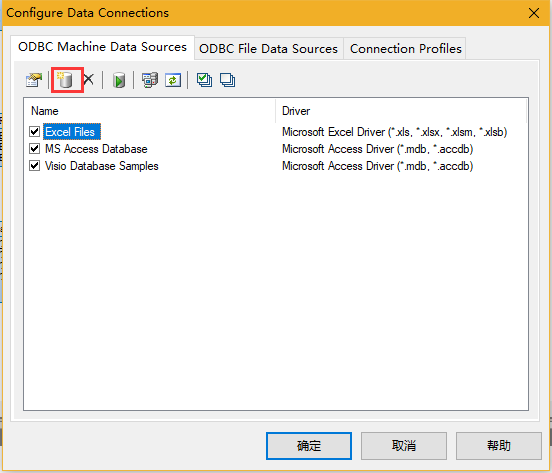 Configure Data Connections
ODBC Machine Data Sources ODBC File Data Sources Connection Profiles
Name Driver
Excel Files Microsoft Excel Driver (*.xls, *.xlsx, *.xlsm, *.xlsb)
MS Access Database Microsoft Access Driver (*.mdb, *.accdb)
Visio Database Samples Microsoft Access Driver (*.mdb, *.accdb)
确定 取消 帮助